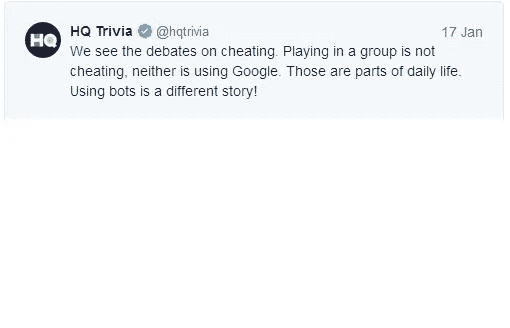 HQ
HQ Trivia @hqtrivia 17 Jan
We see the debates on cheating. Playing in a group is not
cheating, neither is using Google. Those are parts of daily life.
Using bots is a different story!